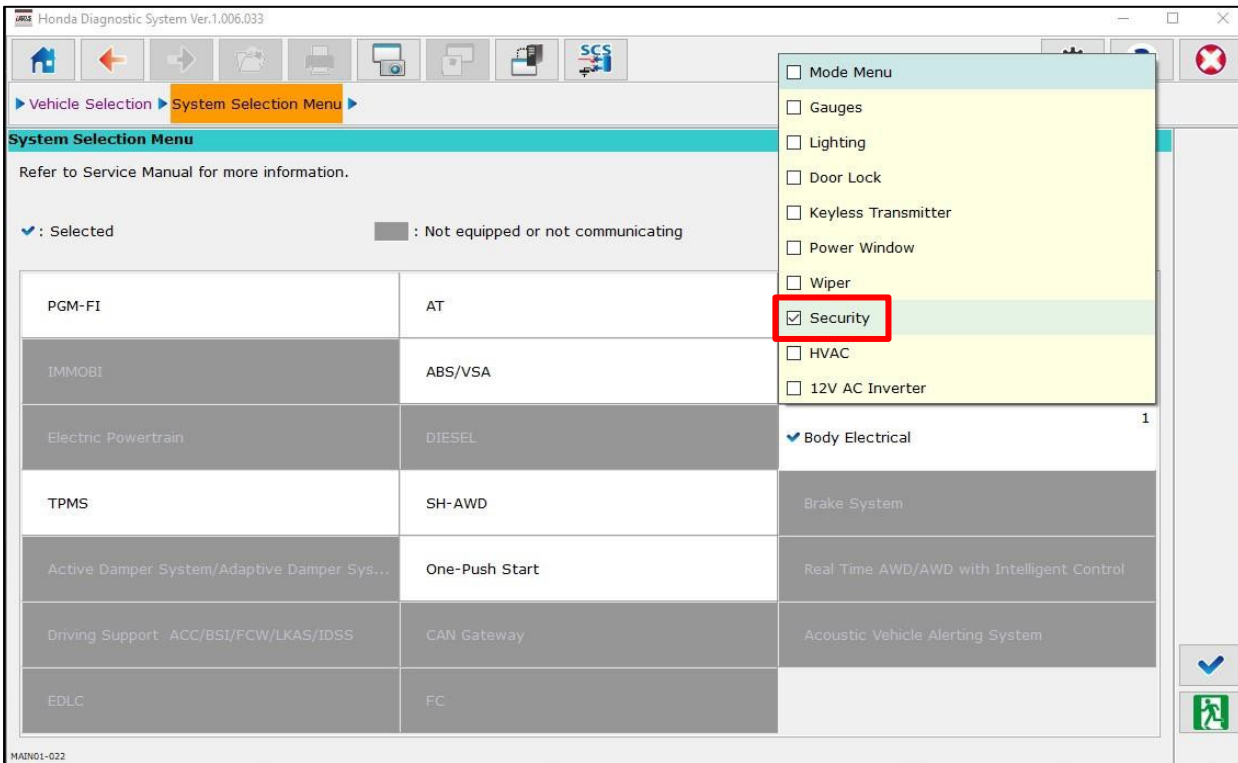 Honda Diagnostic System Ver.1.006.033
SCS
Vehicle Selection System Selection Menu
System Selection Menu
Refer to Service Manual for more information.
: Selected
: Not equipped or not communicating
Mode Menu
Gauges
Lighting
Door Lock
Keyless Transmitter
Power Window
Wiper
Security
HVAC
12V AC Inverter
PGM-FI
AT
IMMOBI
ABS/VSA
Electric Powertrain
DIESEL
Body Electrical
1
TPMS
SH-AWD
Brake System
Active Damper System/Adaptive Damper Sys...
One-Push Start
Real Time AWD/AWD with Intelligent Control
Driving Support ACC/BSI/FCW/LKAS/IDSS
CAN Gateway
Acoustic Vehicle Alerting System
EDLC
FC
MAIN01-022